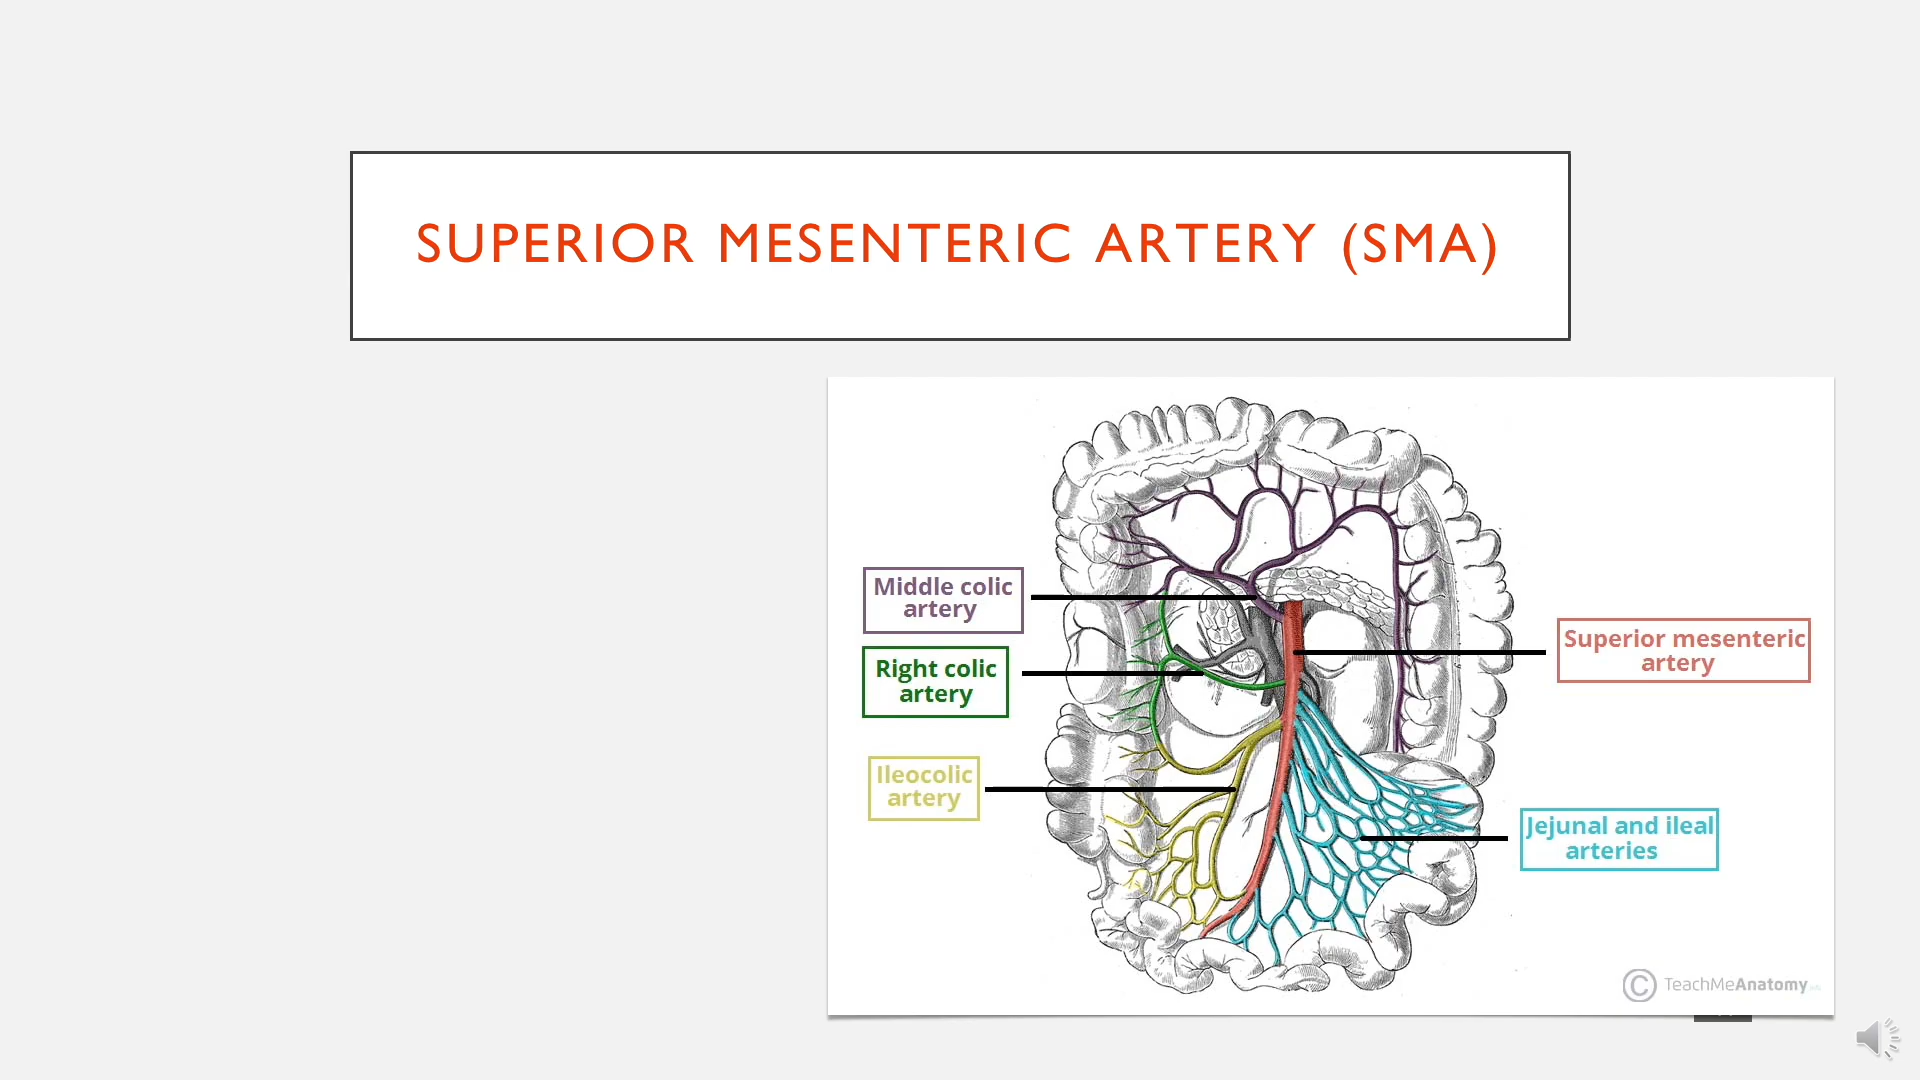 SUPERIOR MESENTERIC ARTERY (SMA)
Middle colic
artery
Right colic
artery
Ileocolic
artery
Superior mesenteric
artery
Jejunal and ileal
arteries
© TeachMeAnatomy